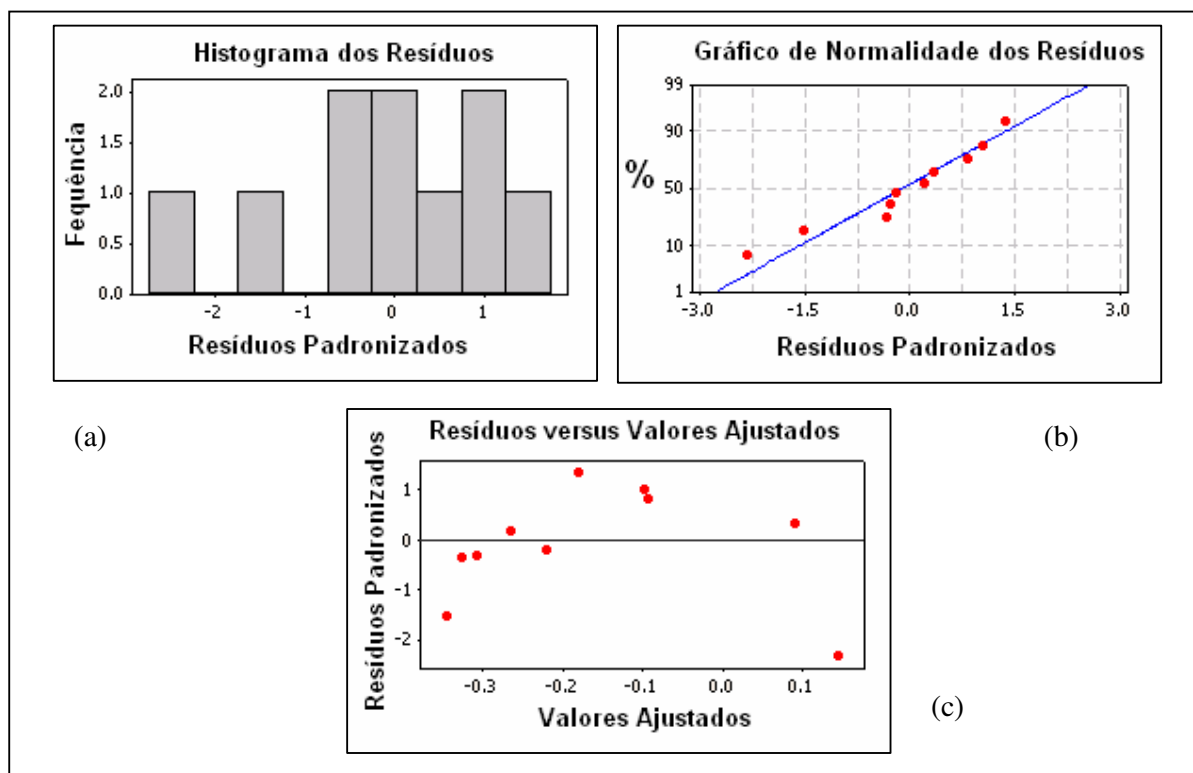 Histograma dos Resíduos
Fequência
2.0
1.5
1.0
0.5
0.0
-2 -1 0 1
Resíduos Padronizados
(a)
Gráfico de Normalidade dos Resíduos
%
99
90
50
10
1
-3.0 -1.5 0.0 1.5 3.0
Resíduos Padronizados
(b)
Resíduos versus Valores Ajustados
Resíduos Padronizados
1
0
-1
-2
-0.3 -0.2 -0.1 0.0 0.1
Valores Ajustados
(c)